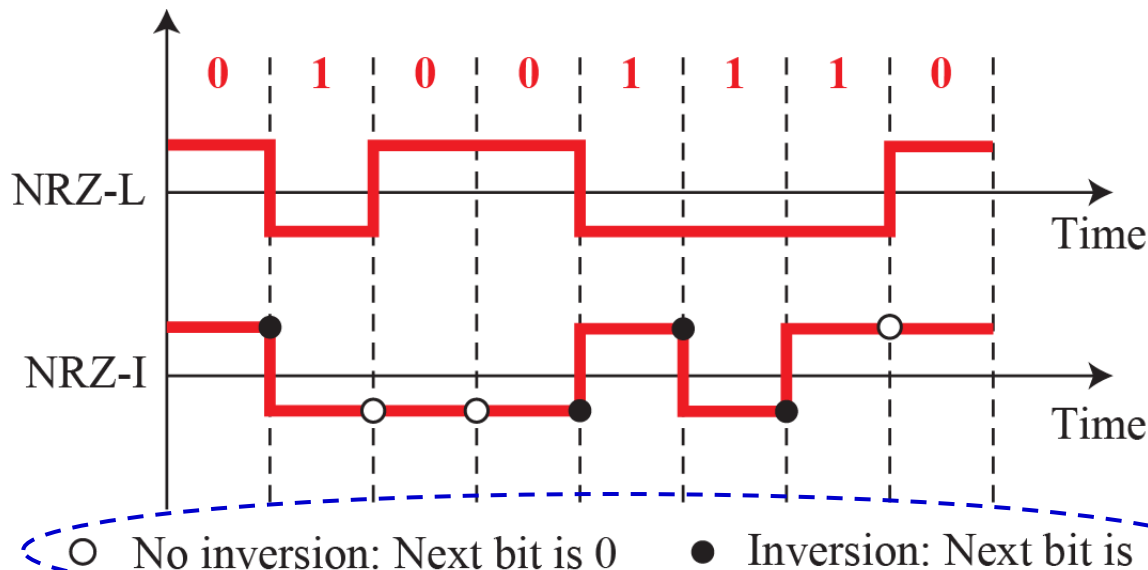 0 1 0 0 1 1 1 0
NRZ-L
Time
NRZ-I
Time
No inversion: Next bit is 0
Inversion: Next bit is